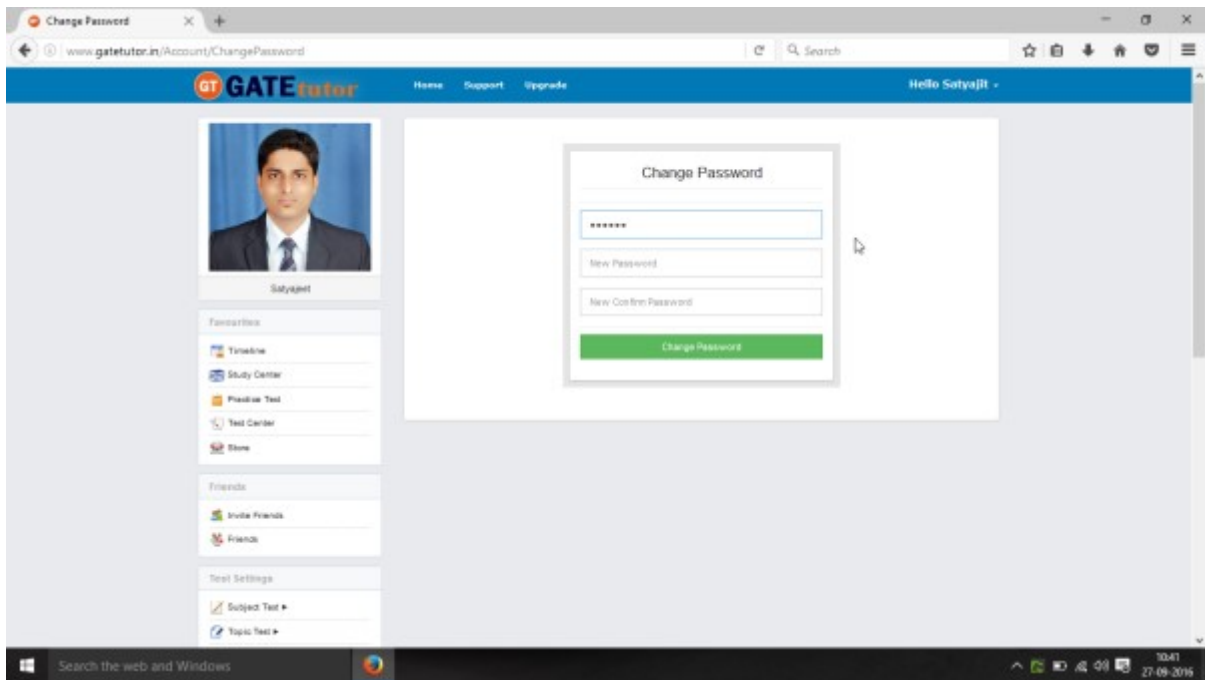 Change Password
www.gatetutor.in/Account/ChangePassword
Search
GT GATEtutor
Home Support Upgrade
Hello Satyajit
Satyajeet
Favourites
Timeline
Study Center
Practise Test
Test Center
Store
Friends
Invite Friends
Friends
Test Settings
Subject Test
Topic Test
Change Password
••••••
New Password
New Confirm Password
Change Password
Search the web and Windows
10:41
27-09-2016